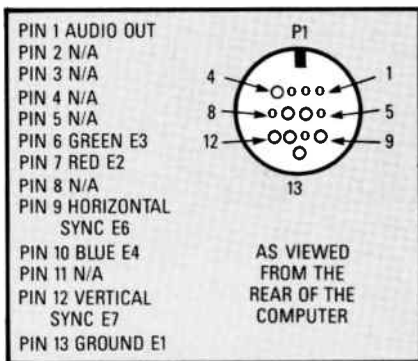 PIN 1 AUDIO OUT
PIN 2 N/A
PIN 3 N/A
PIN 4 N/A
PIN 5 N/A
PIN 6 GREEN E3
PIN 7 RED E2
PIN 8 N/A
PIN 9 HORIZONTAL
SYNC E6
PIN 10 BLUE E4
PIN 11 N/A
PIN 12 VERTICAL
SYNC E7
PIN 13 GROUND E1
P1
4
1
8
5
12
9
13
AS VIEWED
FROM THE
REAR OF THE
COMPUTER